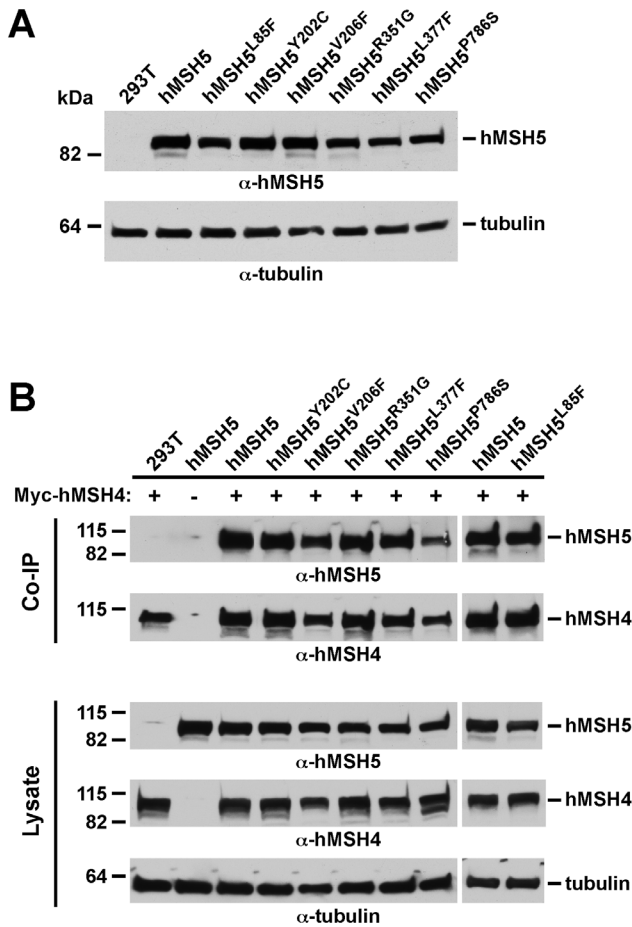 A
kDa
293T
hMSH5
hMSH5L85F
hMSH5Y202C
hMSH5V206F
hMSH5R351G
hMSH5L377F
hMSH5P786S
82
hMSH5
α-hMSH5
64
tubulin
α-tubulin
B
293T
hMSH5
hMSH5
hMSH5Y202C
hMSH5V206F
hMSH5R351G
hMSH5L377F
hMSH5P786S
hMSH5
hMSH5L85F
Myc-hMSH4: + - + + + + + + + +
Co-IP
115
82
hMSH5
α-hMSH5
115
hMSH4
α-hMSH4
Lysate
115
82
hMSH5
α-hMSH5
115
82
hMSH4
α-hMSH4
64
tubulin
α-tubulin